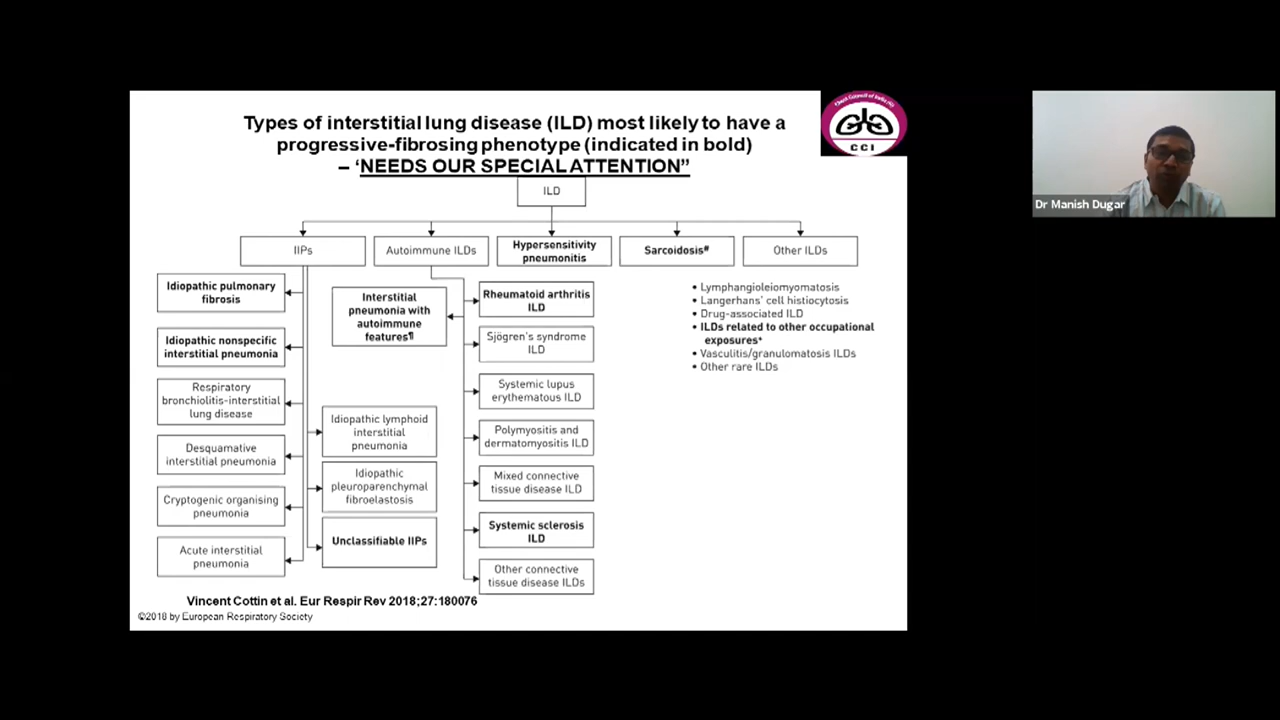 Types of interstitial lung disease (ILD) most likely to have a
progressive-fibrosing phenotype (indicated in bold)
– ‘NEEDS OUR SPECIAL ATTENTION”
Chest Council of India
CCI
Dr Manish Dugar
ILD
IIPs
Autoimmune ILDs
Hypersensitivity
pneumonitis
Sarcoidosis#
Other ILDs
Idiopathic pulmonary
fibrosis
Idiopathic nonspecific
interstitial pneumonia
Respiratory
bronchiolitis-interstitial
lung disease
Desquamative
interstitial pneumonia
Cryptogenic organising
pneumonia
Acute interstitial
pneumonia
Idiopathic lymphoid
interstitial
pneumonia
Idiopathic
pleuroparenchymal
fibroelastosis
Unclassifiable IIPs
Interstitial
pneumonia with
autoimmune
features¶
Rheumatoid arthritis
ILD
Sjögren's syndrome
ILD
Systemic lupus
erythematous ILD
Polymyositis and
dermatomyositis ILD
Mixed connective
tissue disease ILD
Systemic sclerosis
ILD
Other connective
tissue disease ILDs
• Lymphangioleiomyomatosis
• Langerhans' cell histiocytosis
• Drug-associated ILD
• ILDs related to other occupational
exposures+
• Vasculitis/granulomatosis ILDs
• Other rare ILDs
Vincent Cottin et al. Eur Respir Rev 2018;27:180076
©2018 by European Respiratory Society